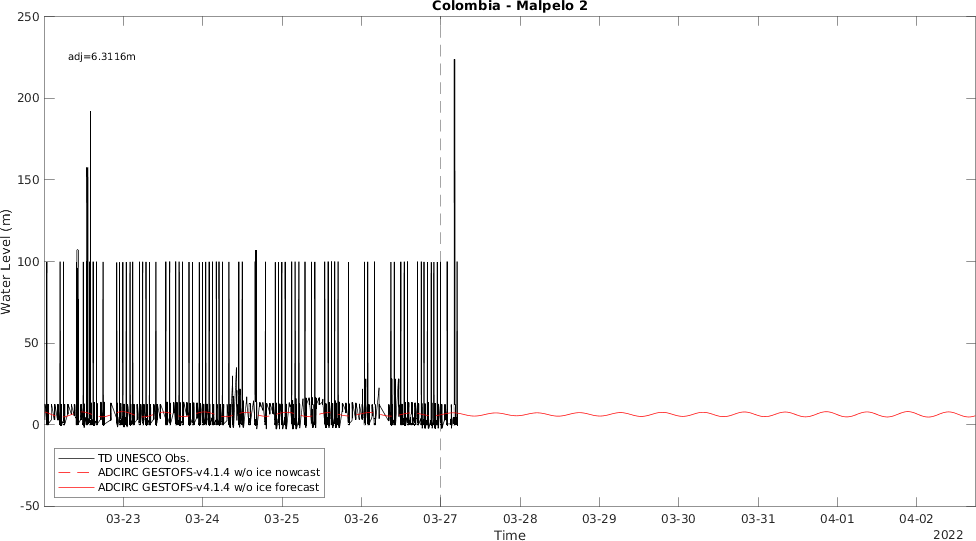 Colombia - Malpelo 2
250
adj=6.3116m
200
150
100
50
0
-50
Water Level (m)
TD UNESCO Obs.
ADCIRC GESTOFS-v4.1.4 w/o ice nowcast
ADCIRC GESTOFS-v4.1.4 w/o ice forecast
03-23 03-24 03-25 03-26 03-27 03-28 03-29 03-30 03-31 04-01 04-02
Time
2022